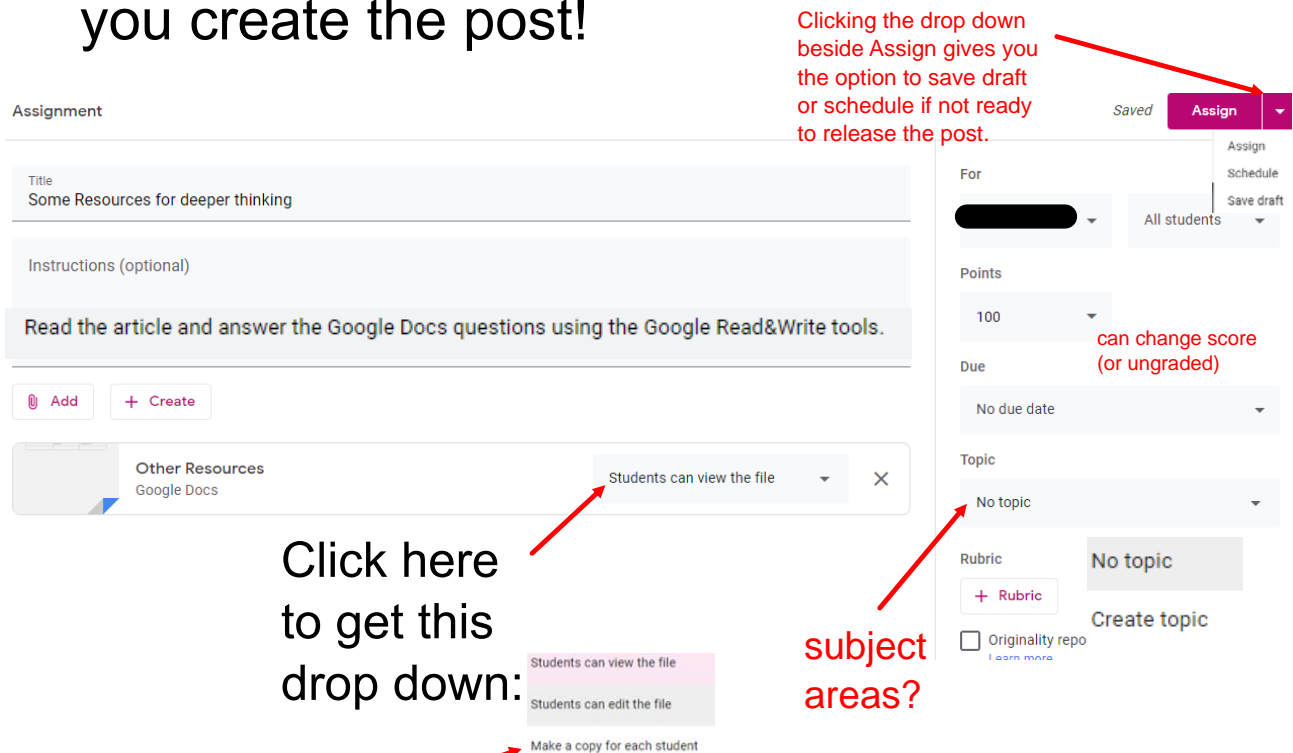 you create the post!
Clicking the drop down
beside Assign gives you
the option to save draft
or schedule if not ready
to release the post.
Assignment
Saved
Assign
Assign
Schedule
Save draft
Title
Some Resources for deeper thinking
For
All students
Instructions (optional)
Read the article and answer the Google Docs questions using the Google Read&Write tools.
Points
100
can change score
(or ungraded)
Due
No due date
Add
+ Create
Other Resources
Google Docs
Students can view the file
Topic
No topic
No topic
Create topic
Rubric
+ Rubric
Originality repo
Learn more
Click here
to get this
drop down:
Students can view the file
Students can edit the file
Make a copy for each student
subject
areas?